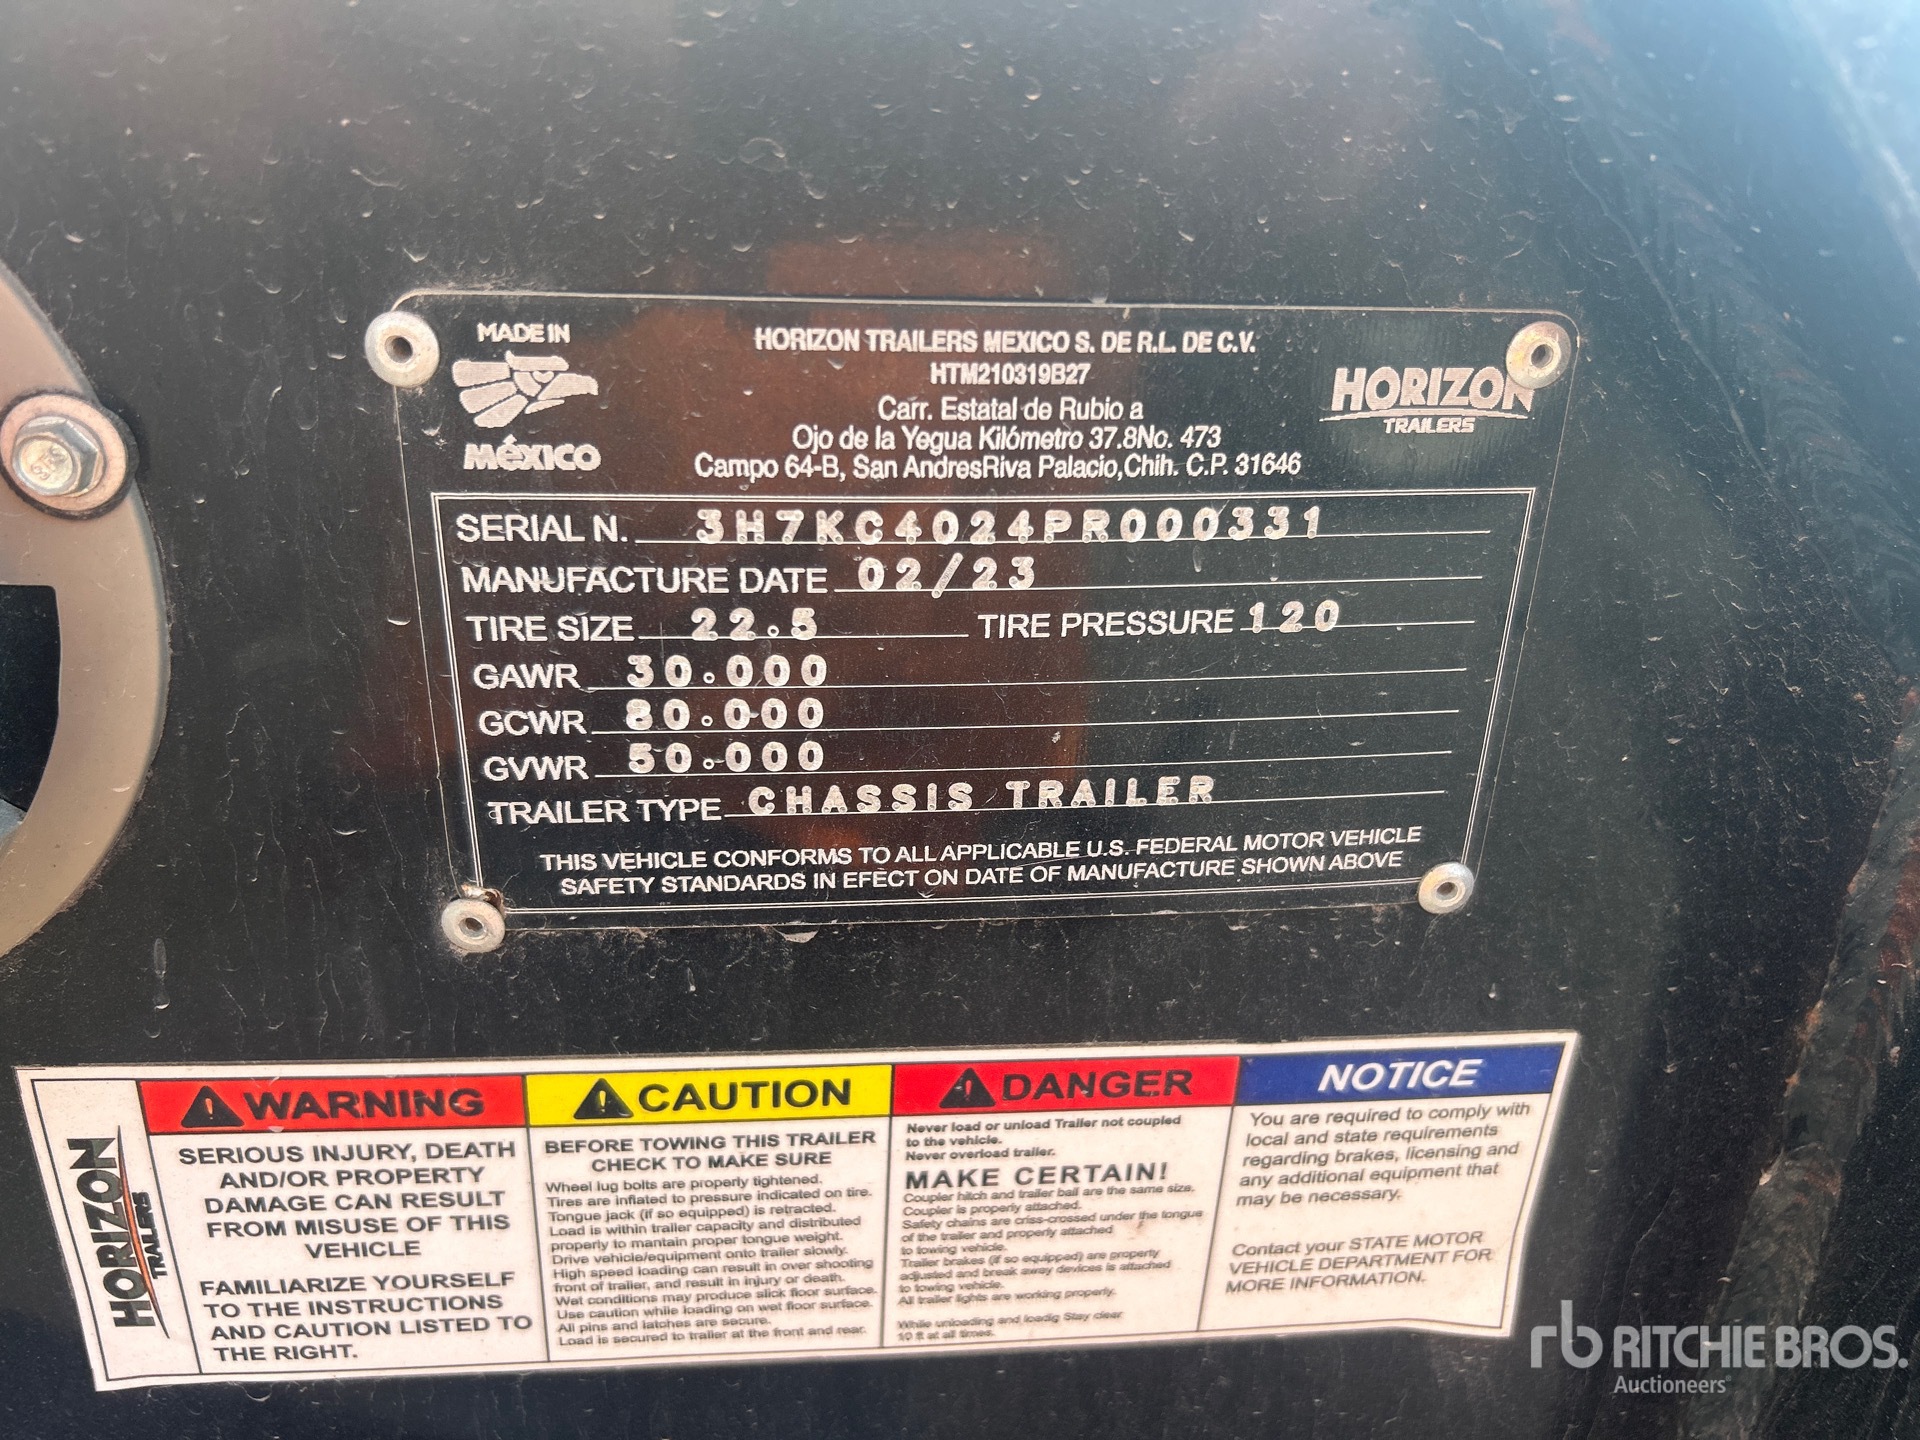 MADE IN
MéXICO
HORIZON TRAILERS MEXICO S. DE R.L. DE C.V.
HTM210319B27
Carr. Estatal de Rubio a
Ojo de la Yegua Kilómetro 37.8No. 473
Campo 64-B, San AndresRiva Palacio,Chih. C.P. 31646
HORIZON
TRAILERS
SERIAL N. 3H7KC4024PR000331
MANUFACTURE DATE 02/23
TIRE SIZE 22.5 TIRE PRESSURE 120
GAWR 30.000
GCWR 80.000
GVWR 50.000
TRAILER TYPE CHASSIS TRAILER
THIS VEHICLE CONFORMS TO ALL APPLICABLE U.S. FEDERAL MOTOR VEHICLE
SAFETY STANDARDS IN EFECT ON DATE OF MANUFACTURE SHOWN ABOVE
HORIZON
TRAILERS
WARNING
SERIOUS INJURY, DEATH
AND/OR PROPERTY
DAMAGE CAN RESULT
FROM MISUSE OF THIS
VEHICLE
FAMILIARIZE YOURSELF
TO THE INSTRUCTIONS
AND CAUTION LISTED TO
THE RIGHT.
CAUTION
BEFORE TOWING THIS TRAILER
CHECK TO MAKE SURE
Wheel lug bolts are properly tightened.
Tires are inflated to pressure indicated on tire.
Tongue jack (if so equipped) is retracted.
Load is within trailer capacity and distributed
properly to mantain proper tongue weight.
Drive vehicle/equipment onto trailer slowly.
High speed loading can result in over shooting
front of trailer, and result in injury or death.
Wet conditions may produce slick floor surface.
Use caution while loading on wet floor surface.
All pins and latches are secure.
Load is secured to trailer at the front and rear.
DANGER
Never load or unload Trailer not coupled
to the vehicle.
Never overload trailer.
MAKE CERTAIN!
Coupler hitch and trailer ball are the same size.
Coupler is properly attached.
Safety chains are criss-crossed under the tongue
of the trailer and properly attached
to towing vehicle.
Trailer brakes (if so equipped) are property
adjusted and break away devices is attached
to towing vehicle.
All trailer lights are working properly.
While unloading and loadig Stay clear
10 ft at all times.
NOTICE
You are required to comply with
local and state requirements
regarding brakes, licensing and
any additional equipment that
may be necessary.
Contact your STATE MOTOR
VEHICLE DEPARTMENT FOR
MORE INFORMATION.
rb RITCHIE BROS.
Auctioneers